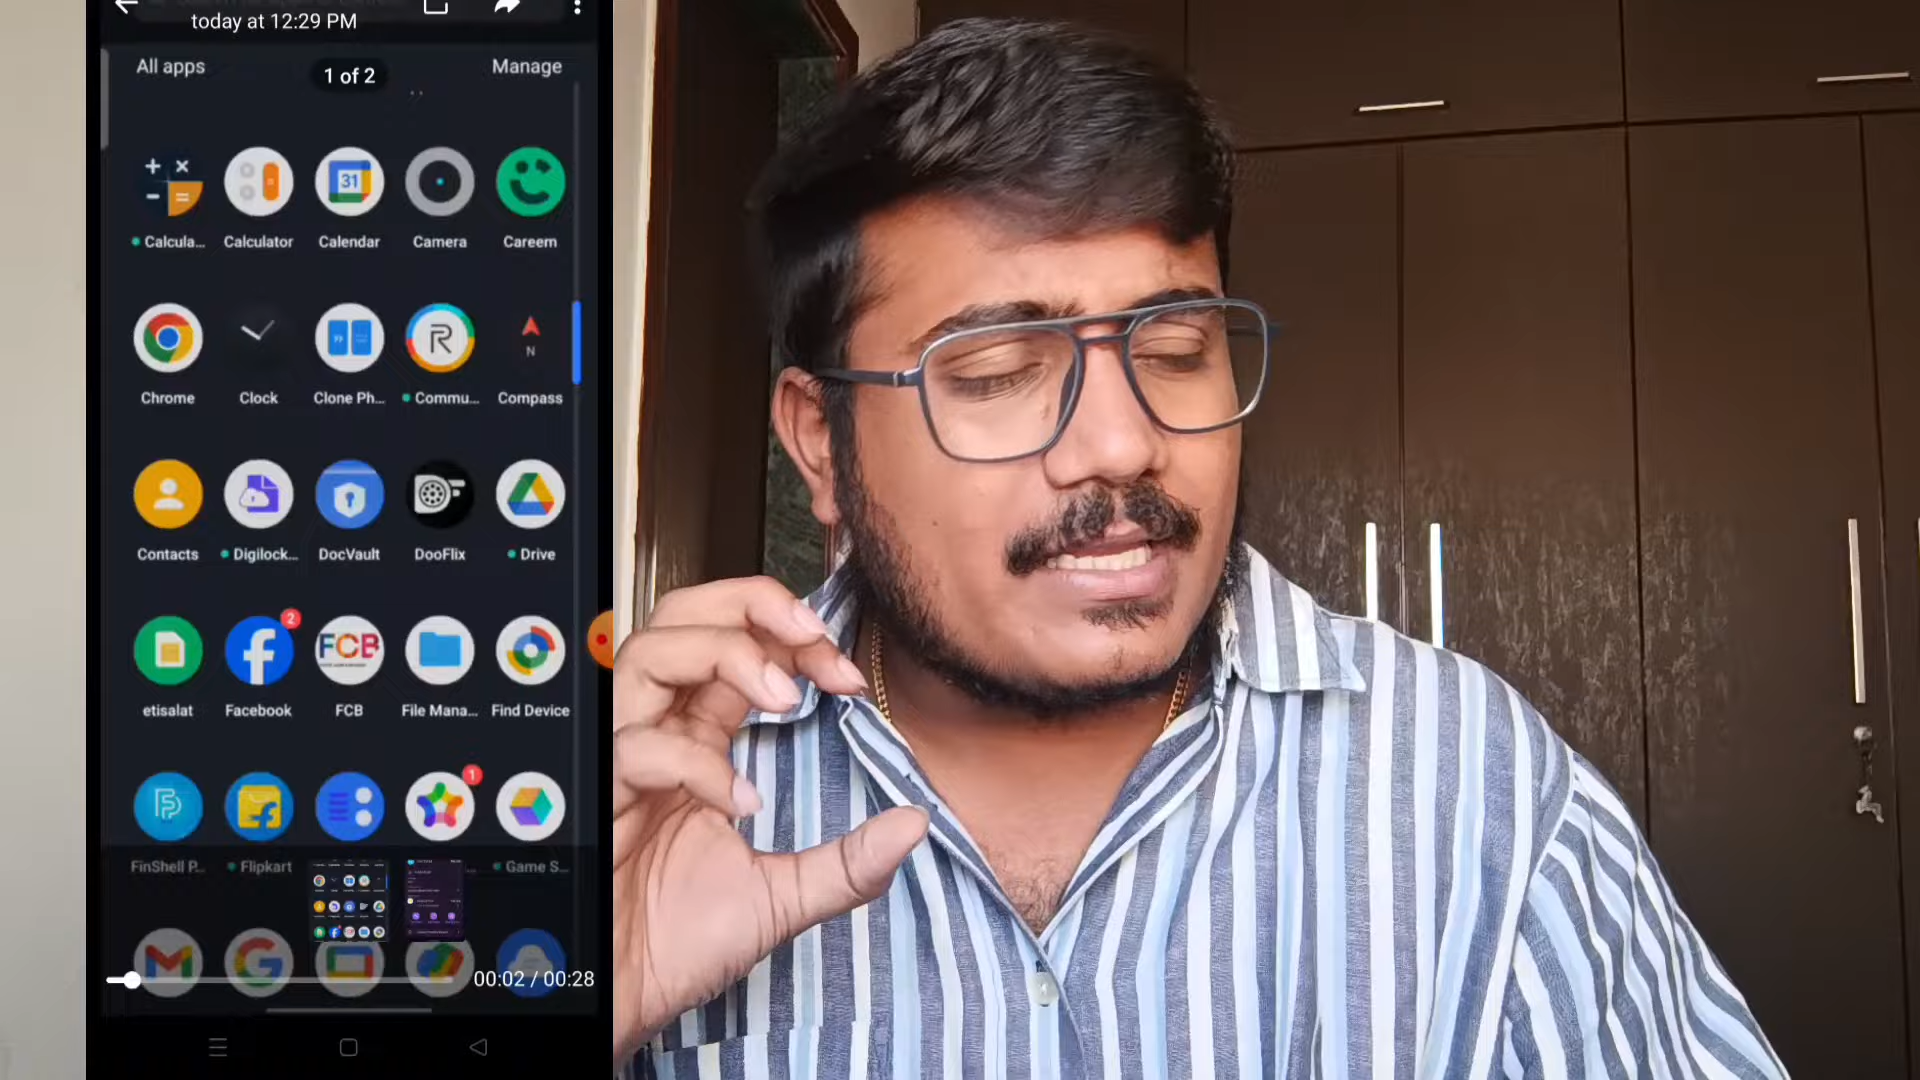 today at 12:29 PM
All apps
1 of 2
Manage
31
Calcula...
Calculator
Calendar
Camera
Careem
N
Chrome
Clock
Clone Ph...
Commu...
Compass
Contacts
Digilock...
DocVault
DooFlix
Drive
2
FCB
etisalat
Facebook
FCB
File Mana...
Find Device
1
FinShell P...
Flipkart
Game S...
00:02 / 00:28